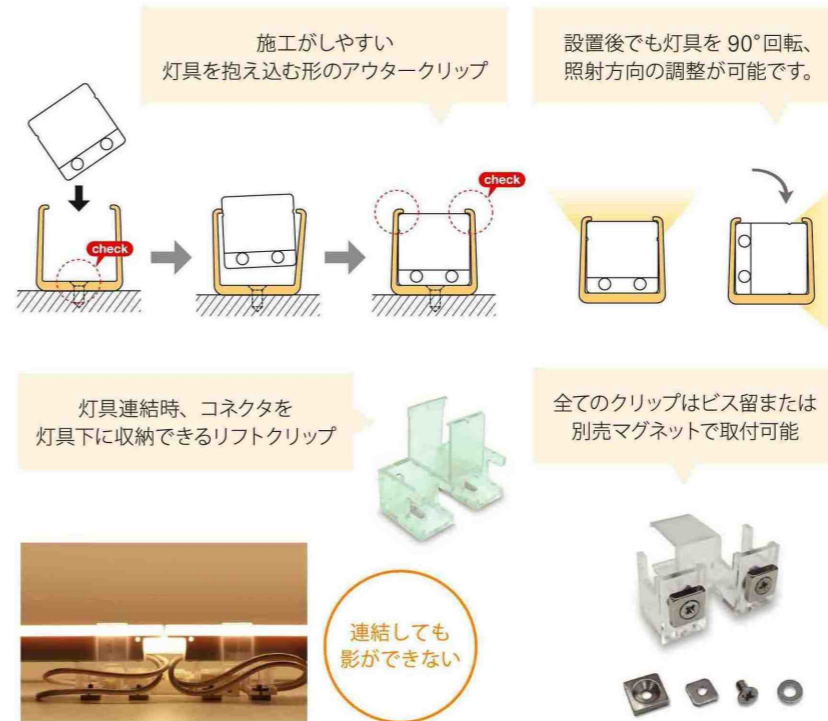 施工がしやすい
灯具を抱え込む形のアウタークリップ
設置後でも灯具を 90°回転、
照射方向の調整が可能です。
check
check
灯具連結時、コネクタを
灯具下に収納できるリフトクリップ
全てのクリップはビス留または
別売マグネットで取付可能
連結しても
影ができない